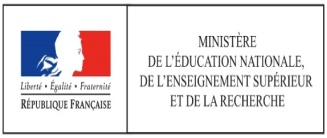 Liberté • Égalité • Fraternité
RÉPUBLIQUE FRANÇAISE
MINISTÈRE
DE L'ÉDUCATION NATIONALE,
DE L'ENSEIGNEMENT SUPÉRIEUR
ET DE LA RECHERCHE